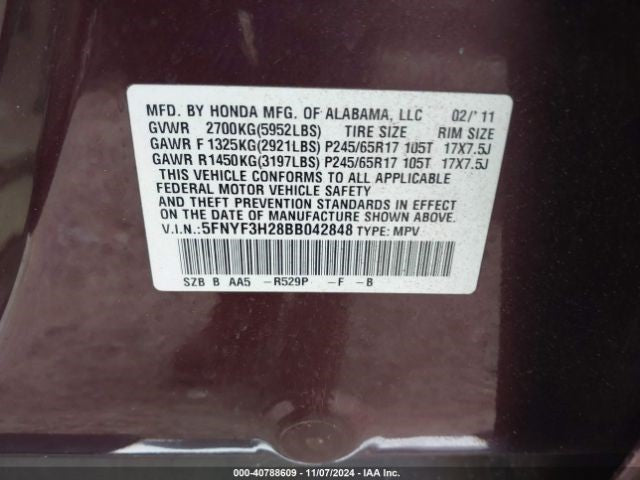 MFD. BY HONDA MFG. OF ALABAMA, LLC 02/'11
GVWR 2700KG(5952LBS) TIRE SIZE RIM SIZE
GAWR F 1325KG(2921LBS) P245/65R17 105T 17X7.5J
GAWR R1450KG(3197LBS) P245/65R17 105T 17X7.5J
THIS VEHICLE CONFORMS TO ALL APPLICABLE
FEDERAL MOTOR VEHICLE SAFETY
AND THEFT PREVENTION STANDARDS IN EFFECT
ON THE DATE OF MANUFACTURE SHOWN ABOVE.
V.I.N.: 5FNYF3H28BB042848 TYPE: MPV
SZB B AA5 -R529P -F -B
000-40788609 - 11/07/2024 - IAA Inc.